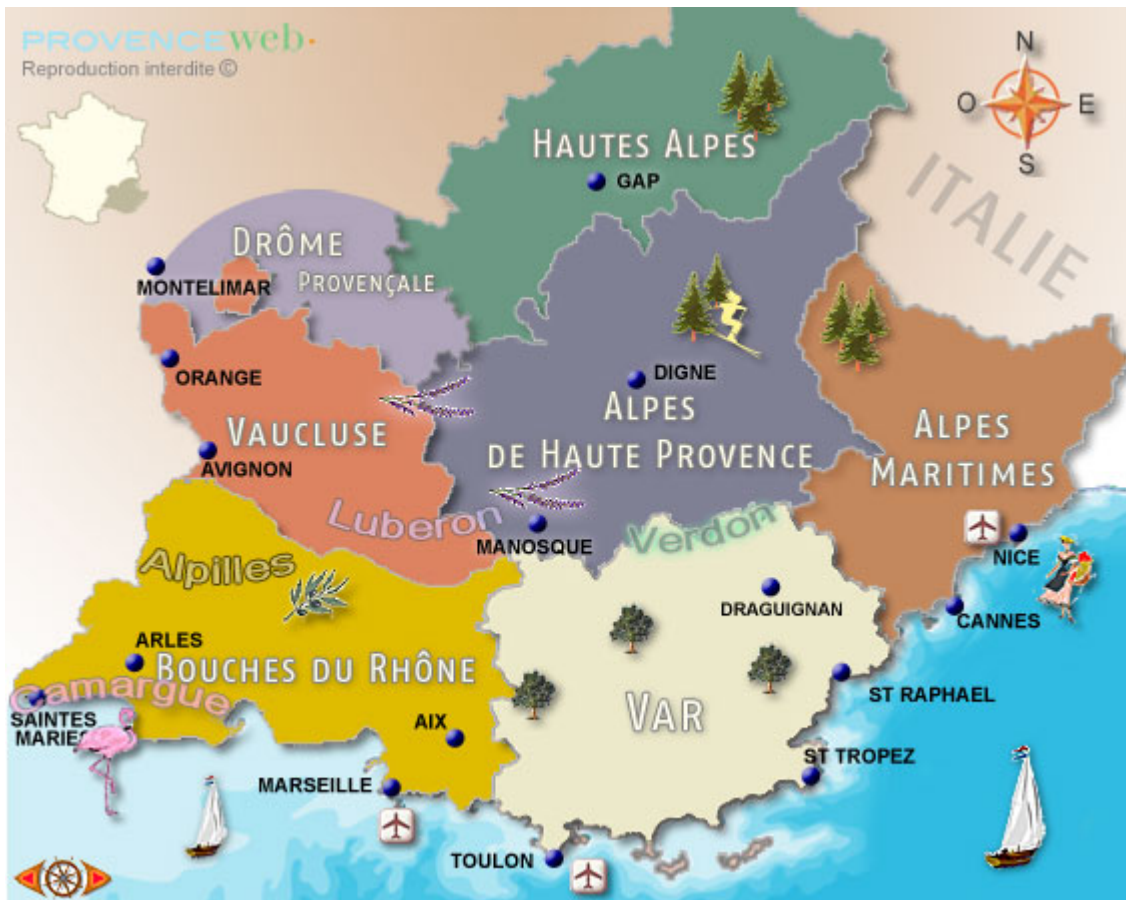 PROVENCEweb.
Reproduction interdite ©
N
O E
S
ITALIE
HAUTES ALPES
GAP
DRÔME
PROVENÇALE
MONTELIMAR
ORANGE
VAUCLUSE
AVIGNON
DIGNE
ALPES
DE HAUTE PROVENCE
ALPES
MARITIMES
Luberon
MANOSQUE
Verdon
NICE
CANNES
Alpilles
DRAGUIGNAN
ARLES
BOUCHES DU RHÔNE
Camargue
SAINTES
MARIES
AIX
VAR
ST RAPHAEL
ST TROPEZ
MARSEILLE
TOULON